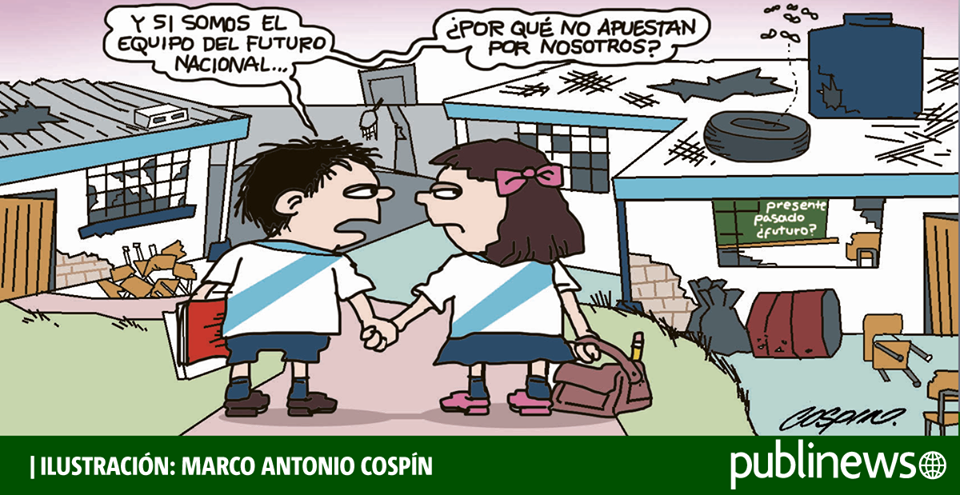 Y SI SOMOS EL
EQUIPO DEL FUTURO
NACIONAL...
¿POR QUÉ NO APUESTAN
POR NOSOTROS?
presente
pasado
¿futuro?
COSPIN.
| ILUSTRACIÓN: MARCO ANTONIO COSPÍN
publinews